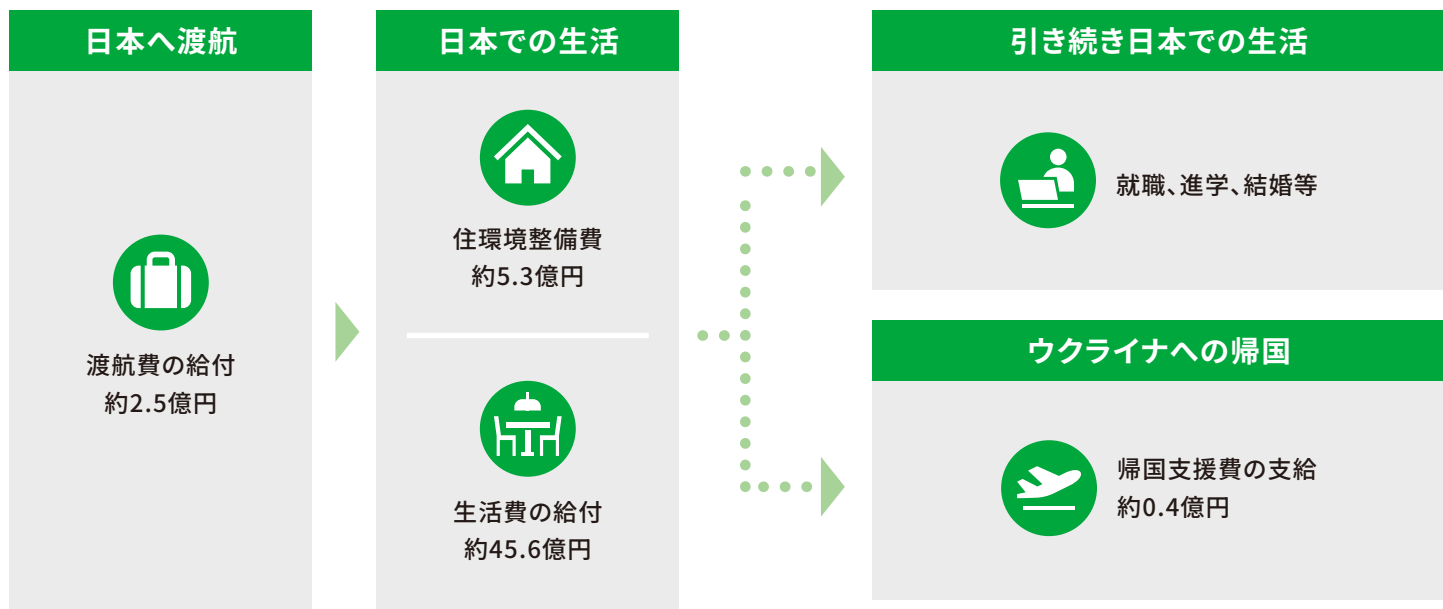 日本へ渡航
渡航費の給付
約2.5億円
日本での生活
住環境整備費
約5.3億円
生活費の給付
約45.6億円
引き続き日本での生活
就職、進学、結婚等
ウクライナへの帰国
帰国支援費の支給
約0.4億円